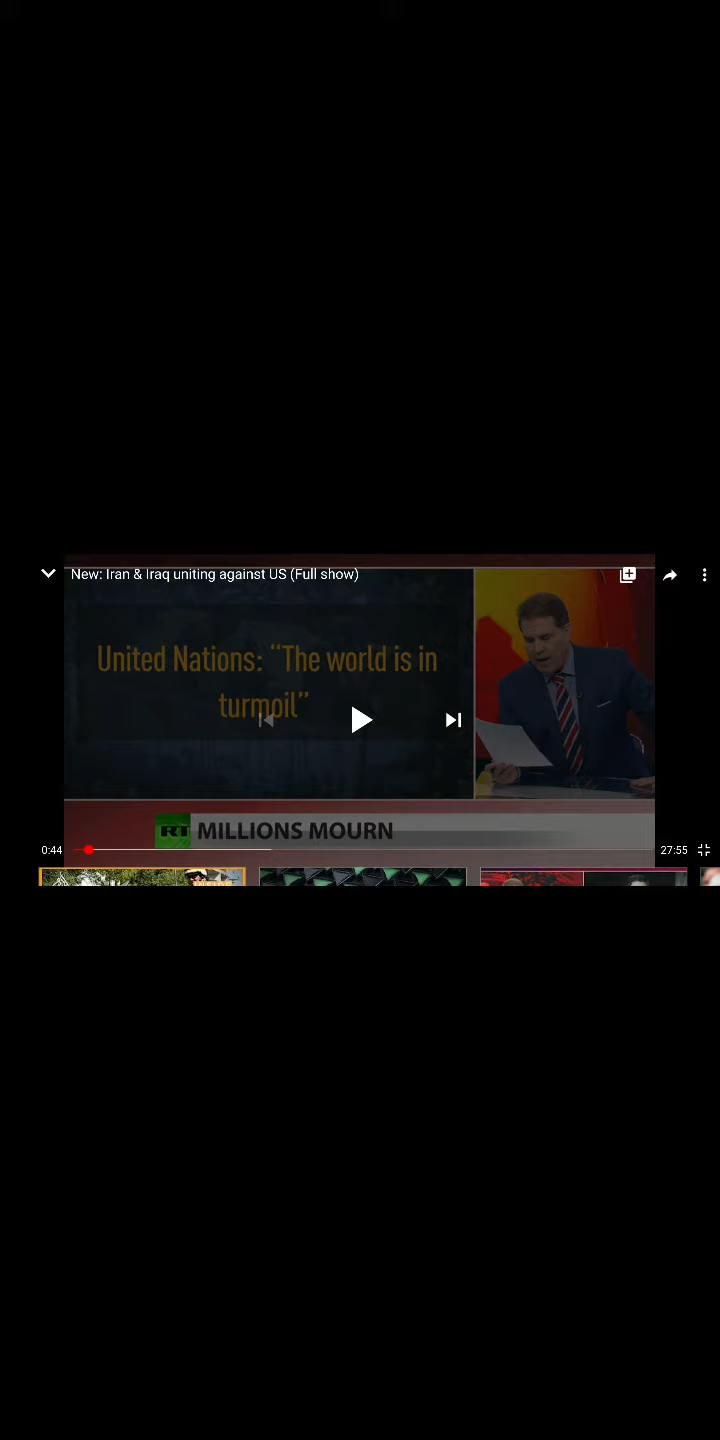 New: Iran & Iraq uniting against US (Full show)
United Nations: “The world is in
turmoil”
RT MILLIONS MOURN
0:44
27:55